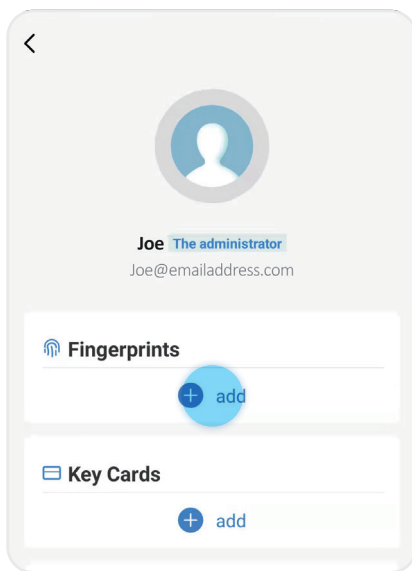 Joe The administrator
Joe@emailaddress.com
Fingerprints
add
Key Cards
add